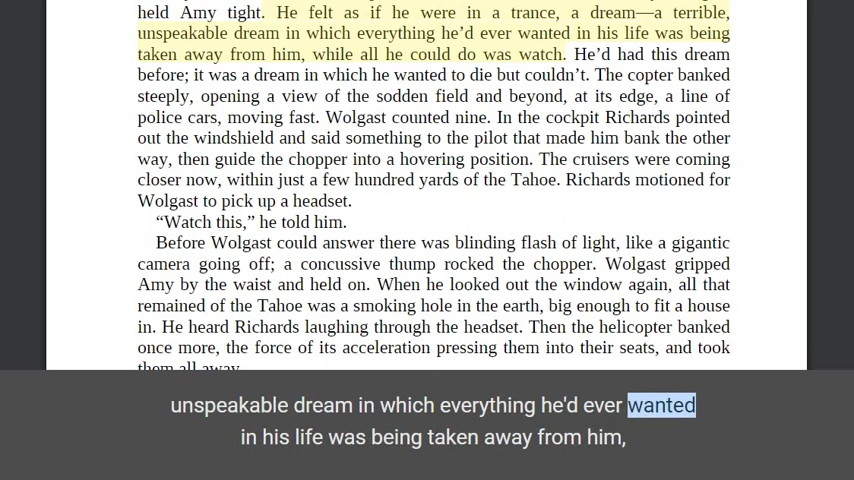 held Amy tight. He felt as if he were in a trance, a dream—a terrible,
unspeakable dream in which everything he’d ever wanted in his life was being
taken away from him, while all he could do was watch. He’d had this dream
before; it was a dream in which he wanted to die but couldn’t. The copter banked
steeply, opening a view of the sodden field and beyond, at its edge, a line of
police cars, moving fast. Wolgast counted nine. In the cockpit Richards pointed
out the windshield and said something to the pilot that made him bank the other
way, then guide the chopper into a hovering position. The cruisers were coming
closer now, within just a few hundred yards of the Tahoe. Richards motioned for
Wolgast to pick up a headset.
“Watch this,” he told him.
Before Wolgast could answer there was blinding flash of light, like a gigantic
camera going off; a concussive thump rocked the chopper. Wolgast gripped
Amy by the waist and held on. When he looked out the window again, all that
remained of the Tahoe was a smoking hole in the earth, big enough to fit a house
in. He heard Richards laughing through the headset. Then the helicopter banked
once more, the force of its acceleration pressing them into their seats, and took
them all away.
unspeakable dream in which everything he'd ever wanted
in his life was being taken away from him,